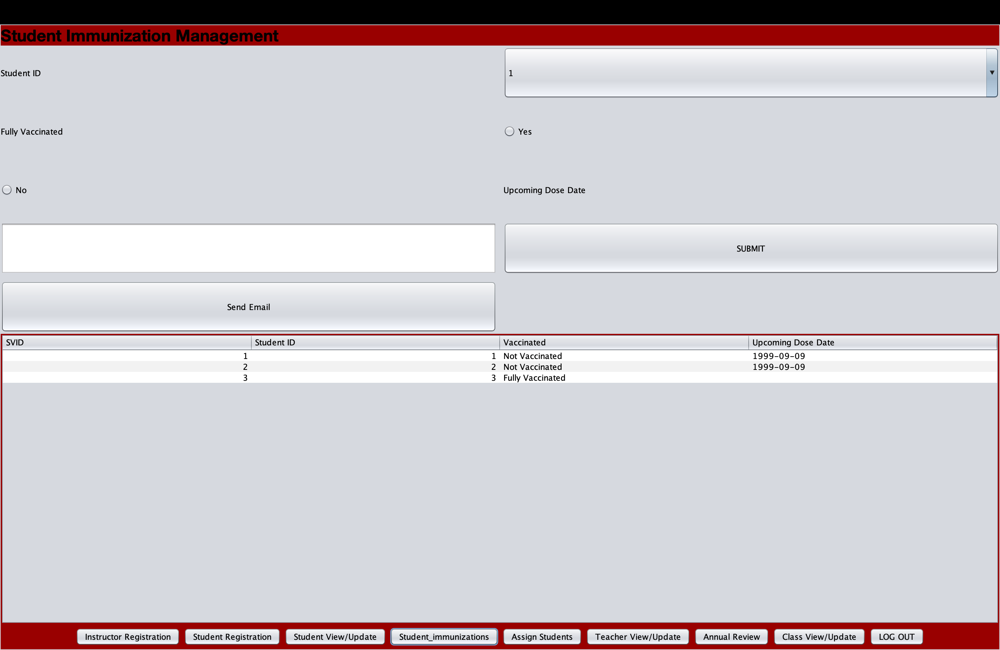 Student Immunization Management
Student ID
1
Fully Vaccinated
Yes
No
Upcoming Dose Date
SUBMIT
Send Email
SVID Student ID Vaccinated Upcoming Dose Date
1 1 Not Vaccinated 1999-09-09
2 2 Not Vaccinated 1999-09-09
3 3 Fully Vaccinated
Instructor Registration Student Registration Student View/Update Student_immunizations Assign Students Teacher View/Update Annual Review Class View/Update LOG OUT